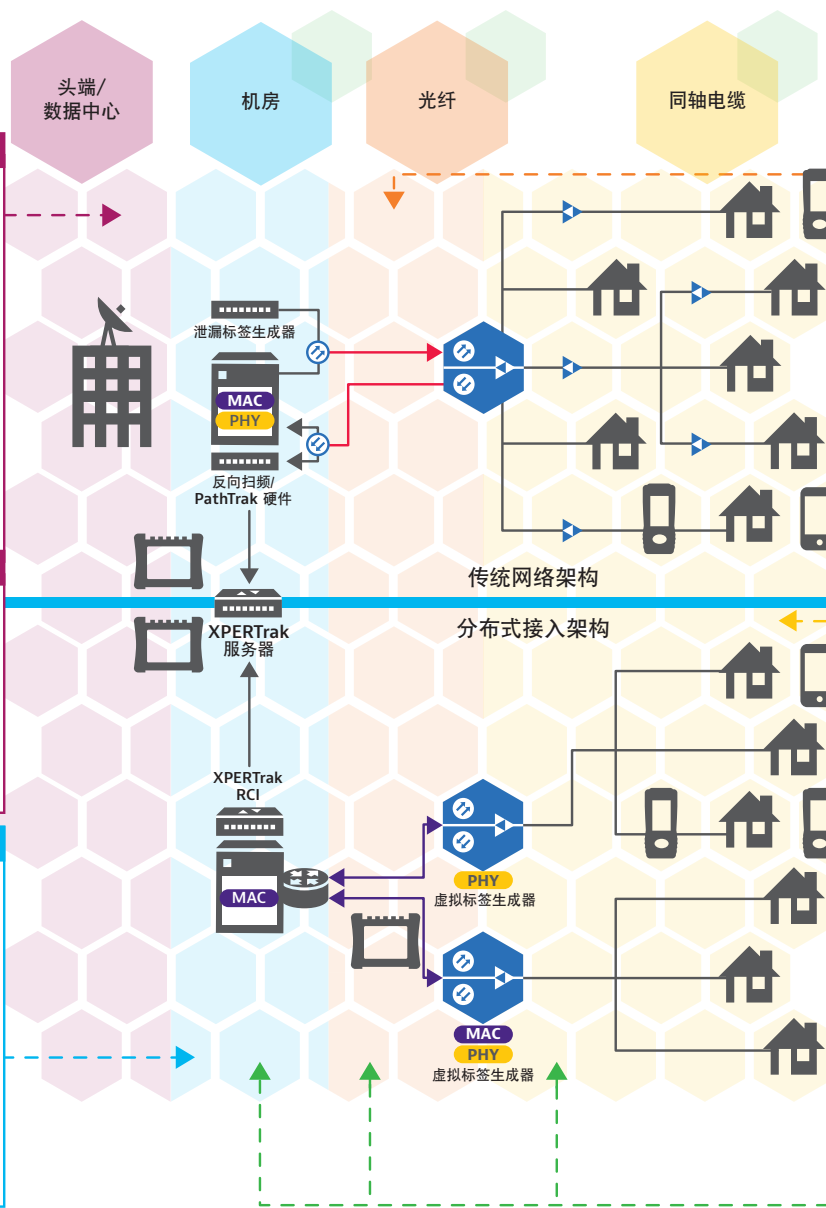 头端/
数据中心
机房
光纤
同轴电缆
泄漏标签生成器
MAC
PHY
反向扫频/
PathTrak 硬件
传统网络架构
XPERTrak
服务器
分布式接入架构
XPERTrak
RCI
MAC
PHY
虚拟标签生成器
MAC
PHY
虚拟标签生成器